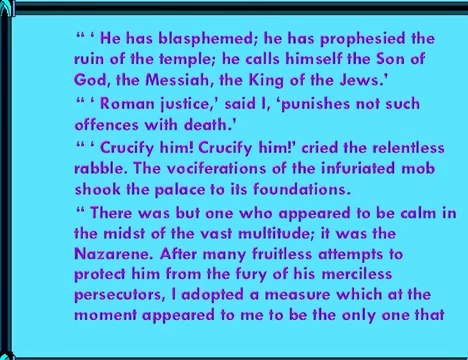 “ ‘ He has blasphemed; he has prophesied the
ruin of the temple; he calls himself the Son of
God, the Messiah, the King of the Jews.’
“ ‘ Roman justice,’ said I, ‘punishes not such
offences with death.’
“ ‘ Crucify him! Crucify him!’ cried the relentless
rabble. The vociferations of the infuriated mob
shook the palace to its foundations.
“ There was but one who appeared to be calm in
the midst of the vast multitude; it was the
Nazarene. After many fruitless attempts to
protect him from the fury of his merciless
persecutors, I adopted a measure which at the
moment appeared to me to be the only one that